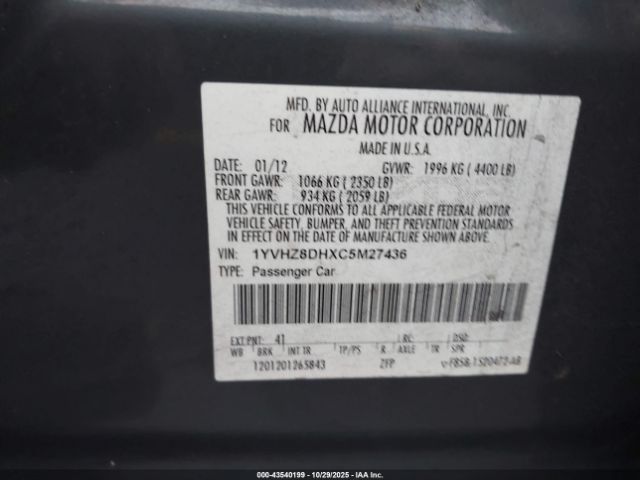 MFD. BY AUTO ALLIANCE INTERNATIONAL, INC.
FOR MAZDA MOTOR CORPORATION
MADE IN U.S.A.
DATE: 01/12 GVWR: 1996 KG ( 4400 LB)
FRONT GAWR: 1066 KG ( 2350 LB)
REAR GAWR: 934 KG ( 2059 LB)
THIS VEHICLE CONFORMS TO ALL APPLICABLE FEDERAL MOTOR
VEHICLE SAFETY, BUMPER, AND THEFT PREVENTION STANDARDS
IN EFFECT ON THE DATE OF MANUFACTURE SHOWN ABOVE.
VIN: 1YVHZ8DHXC5M27436
TYPE: Passenger Car
EXT PNT: 41 RC: DSO:
WB BRK INT TR TP/PS R AXLE TR SPR
1201201265843 ZFP
000-43540199 - 10/29/2025 - IAA Inc.